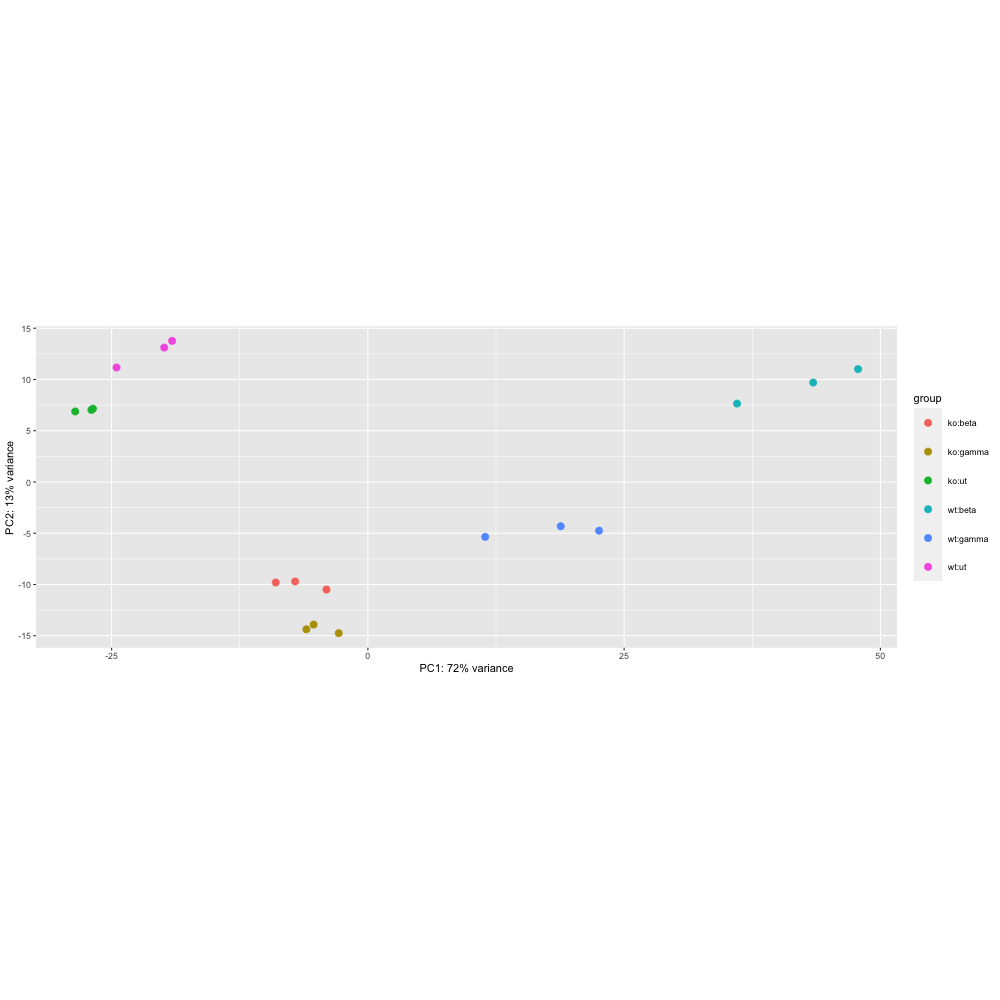 15
10
5
0
-5
-10
-15
PC2: 13% variance
-25
0
25
50
PC1: 72% variance
group
ko:beta
ko:gamma
ko:ut
wt:beta
wt:gamma
wt:ut